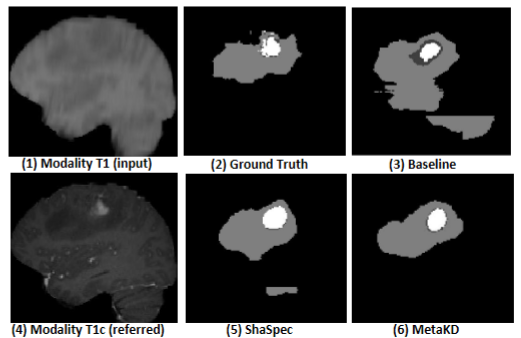 (1) Modality T1 (input)
(2) Ground Truth
(3) Baseline
(4) Modality T1c (referred)
(5) ShaSpec
(6) MetaKD